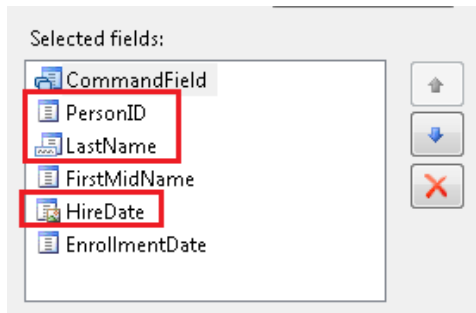 Selected fields:
CommandField
PersonID
LastName
FirstMidName
HireDate
EnrollmentDate